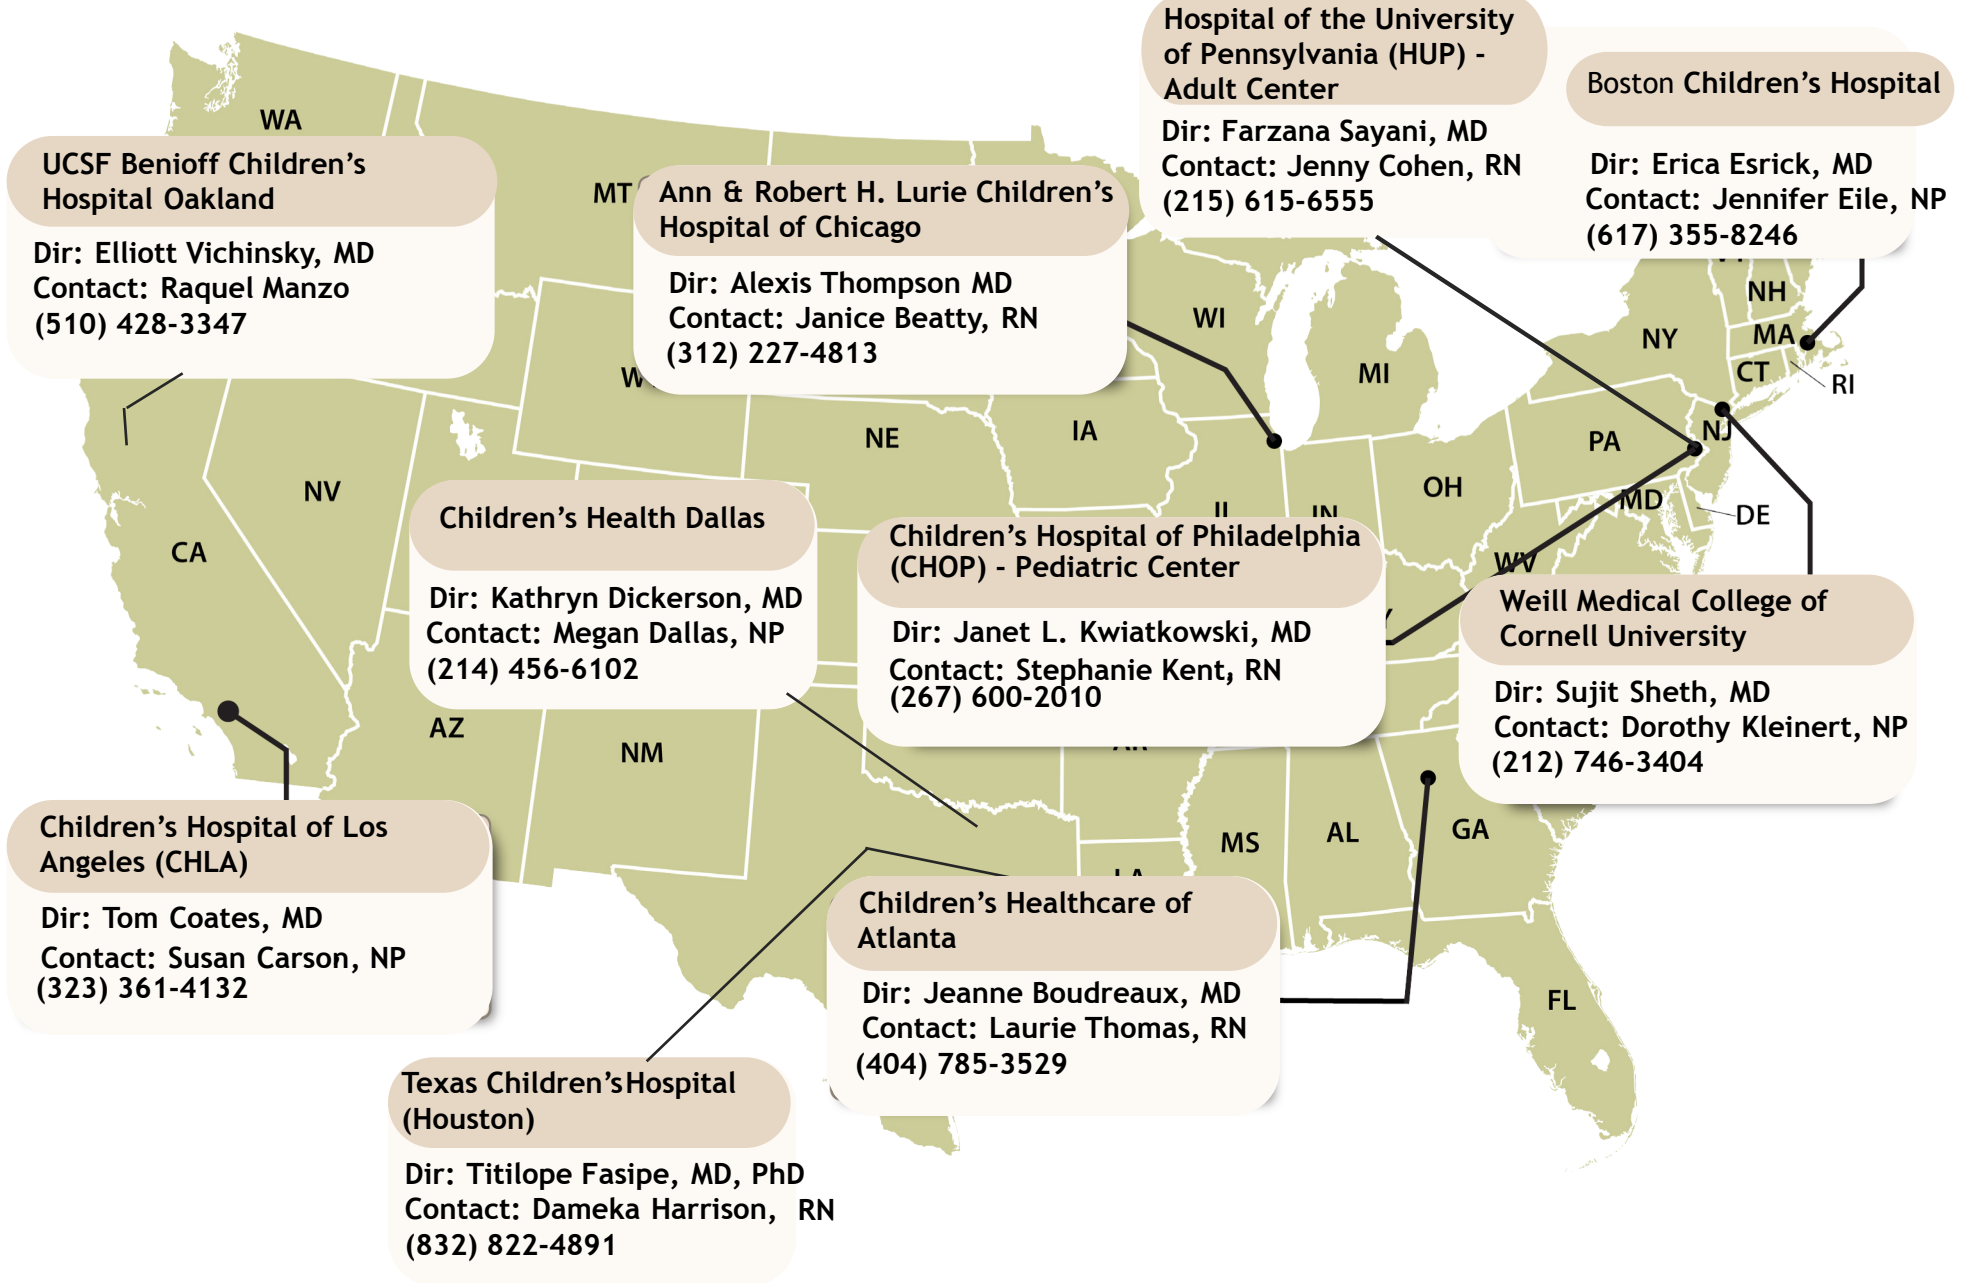 Hospital of the University
of Pennsylvania (HUP) -
Adult Center
Dir: Farzana Sayani, MD
Contact: Jenny Cohen, RN
(215) 615-6555
Boston Children’s Hospital
Dir: Erica Esrick, MD
Contact: Jennifer Eile, NP
(617) 355-8246
WA
UCSF Benioff Children’s
Hospital Oakland
Dir: Elliott Vichinsky, MD
Contact: Raquel Manzo
(510) 428-3347
MT
Ann & Robert H. Lurie Children’s
Hospital of Chicago
Dir: Alexis Thompson MD
Contact: Janice Beatty, RN
(312) 227-4813
WI
MI
NY
NH
MA
CT
RI
NE
IA
PA
NJ
OH
MD
DE
WV
NV
CA
IN
Children’s Health Dallas
Dir: Kathryn Dickerson, MD
Contact: Megan Dallas, NP
(214) 456-6102
Children’s Hospital of Philadelphia
(CHOP) - Pediatric Center
Dir: Janet L. Kwiatkowski, MD
Contact: Stephanie Kent, RN
(267) 600-2010
Weill Medical College of
Cornell University
Dir: Sujit Sheth, MD
Contact: Dorothy Kleinert, NP
(212) 746-3404
AZ
NM
MS
AL
GA
FL
Children’s Hospital of Los
Angeles (CHLA)
Dir: Tom Coates, MD
Contact: Susan Carson, NP
(323) 361-4132
Children’s Healthcare of
Atlanta
Dir: Jeanne Boudreaux, MD
Contact: Laurie Thomas, RN
(404) 785-3529
Texas Children’sHospital
(Houston)
Dir: Titilope Fasipe, MD, PhD
Contact: Dameka Harrison, RN
(832) 822-4891